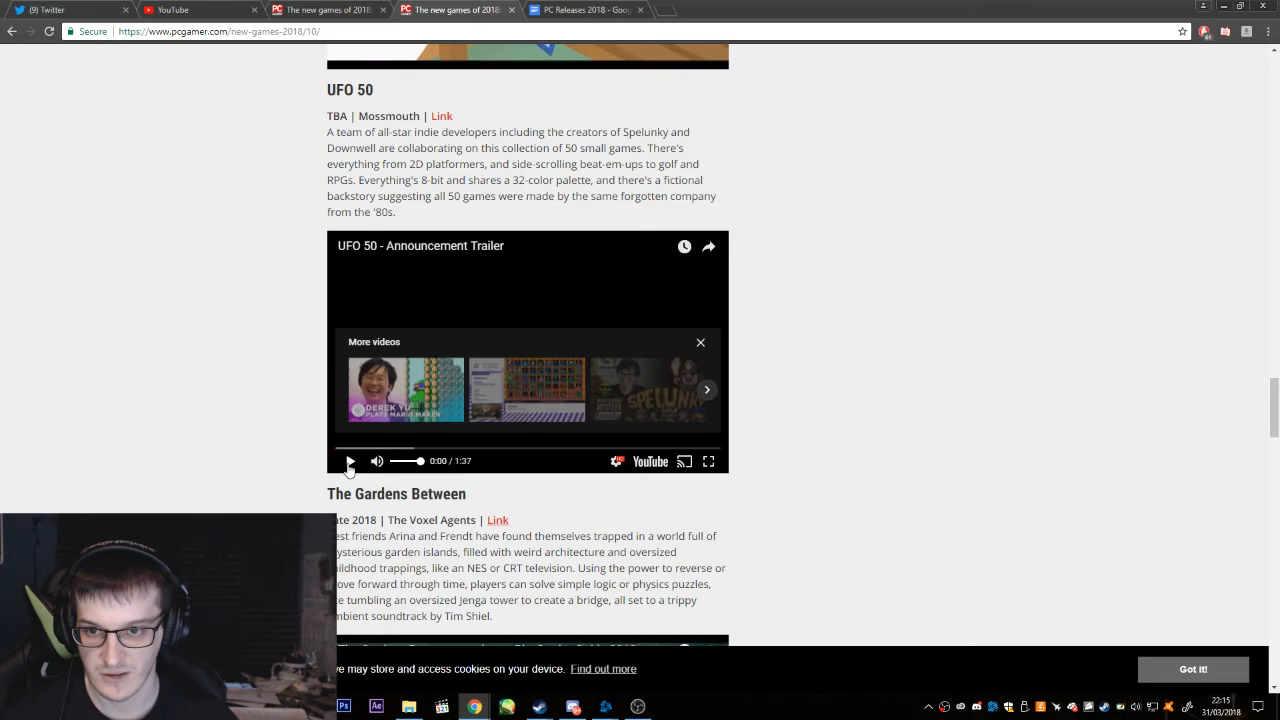 (9) Twitter
YouTube
The new games of 2018:
The new games of 2018:
PC Releases 2018 - Goog
Secure
https://www.pcgamer.com/new-games-2018/10/
UFO 50
TBA | Mossmouth | Link
A team of all-star indie developers including the creators of Spelunky and
Downwell are collaborating on this collection of 50 small games. There's
everything from 2D platformers, and side-scrolling beat-em-ups to golf and
RPGs. Everything's 8-bit and shares a 32-color palette, and there's a fictional
backstory suggesting all 50 games were made by the same forgotten company
from the '80s.
UFO 50 - Announcement Trailer
More videos
DEREK YU
PLAYS MARIO MAKER
SPELUNK
0:00 / 1:37
HD
YouTube
The Gardens Between
ate 2018 | The Voxel Agents | Link
est friends Arina and Frendt have found themselves trapped in a world full of
ysterious garden islands, filled with weird architecture and oversized
hildhood trappings, like an NES or CRT television. Using the power to reverse or
ove forward through time, players can solve simple logic or physics puzzles,
ke tumbling an oversized Jenga tower to create a bridge, all set to a trippy
mbient soundtrack by Tim Shiel.
we may store and access cookies on your device. Find out more
Got it!
Ps
Ae
22:15
31/03/2018